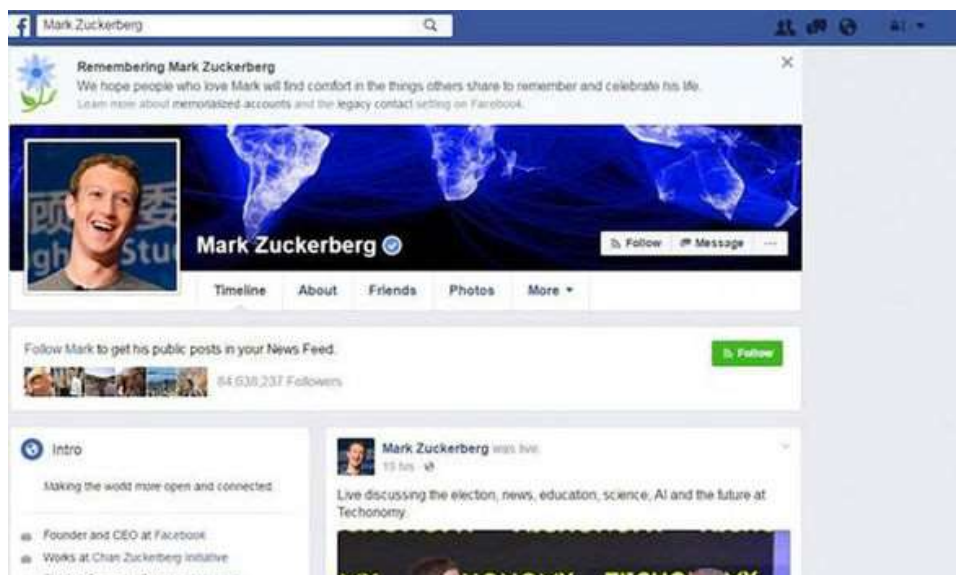 f
Mark Zuckerberg
Remembering Mark Zuckerberg
We hope people who love Mark will find comfort in the things others share to remember and celebrate his life.
Learn more about memorialized accounts and the legacy contact setting on Facebook.
Mark Zuckerberg
Follow
Message
Timeline
About
Friends
Photos
More
Follow Mark to get his public posts in your News Feed.
Follow
84,638,237 Followers
Intro
Making the world more open and connected.
Founder and CEO at Facebook
Works at Chan Zuckerberg Initiative
Mark Zuckerberg was live.
15 hrs
Live discussing the election, news, education, science, AI and the future at
Techonomy.